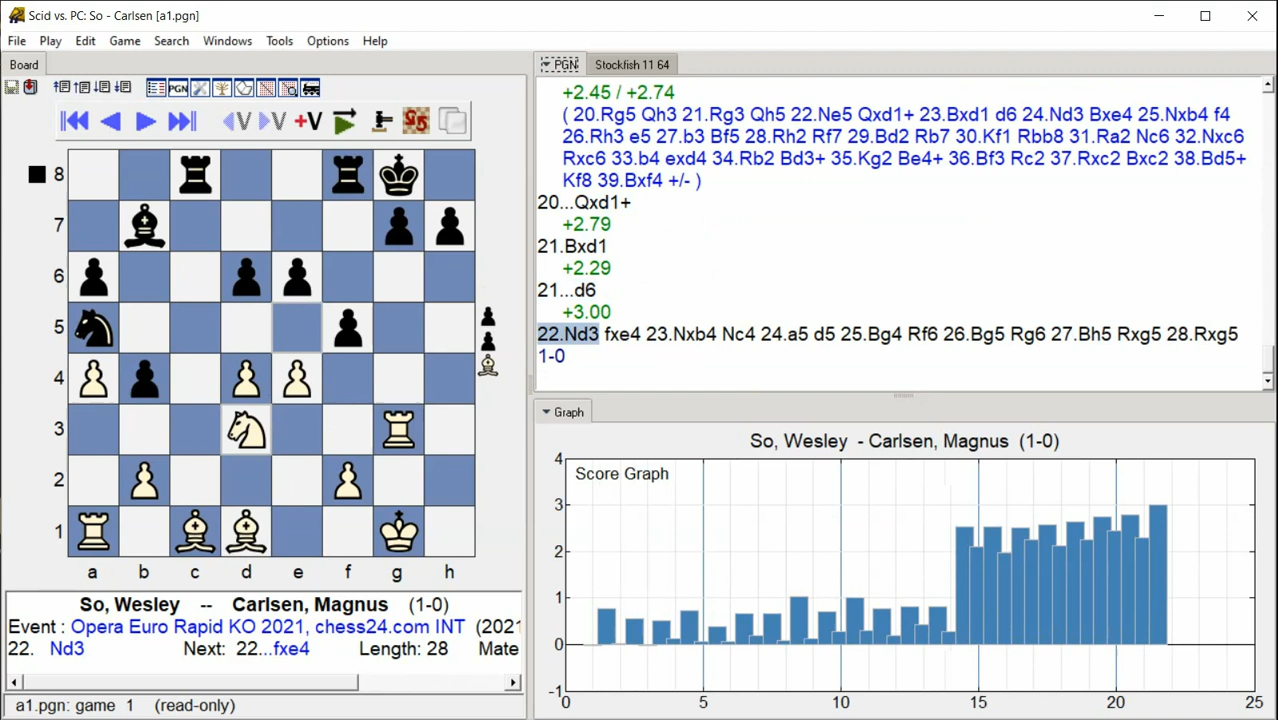 Scid vs. PC: So - Carlsen [a1.pgn]
File Play Edit Game Search Windows Tools Options Help
Board
PGN Stockfish 11 64
PGN
V V +V
8
7
6
5
4
3
2
1
a b c d e f g h
+2.45 / +2.74
( 20.Rg5 Qh3 21.Rg3 Qh5 22.Ne5 Qxd1+ 23.Bxd1 d6 24.Nd3 Bxe4 25.Nxb4 f4
26.Rh3 e5 27.b3 Bf5 28.Rh2 Rf7 29.Bd2 Rb7 30.Kf1 Rbb8 31.Ra2 Nc6 32.Nxc6
Rxc6 33.b4 exd4 34.Rb2 Bd3+ 35.Kg2 Be4+ 36.Bf3 Rc2 37.Rxc2 Bxc2 38.Bd5+
Kf8 39.Bxf4 +/- )
20...Qxd1+
+2.79
21.Bxd1
+2.29
21...d6
+3.00
22.Nd3 fxe4 23.Nxb4 Nc4 24.a5 d5 25.Bg4 Rf6 26.Bg5 Rg6 27.Bh5 Rxg5 28.Rxg5
1-0
Graph
So, Wesley - Carlsen, Magnus (1-0)
Score Graph
4
3
2
1
0
-1
0 5 10 15 20 25
So, Wesley -- Carlsen, Magnus (1-0)
Event : Opera Euro Rapid KO 2021, chess24.com INT (2021
22. Nd3 Next: 22...fxe4 Length: 28 Mate
a1.pgn: game 1 (read-only)